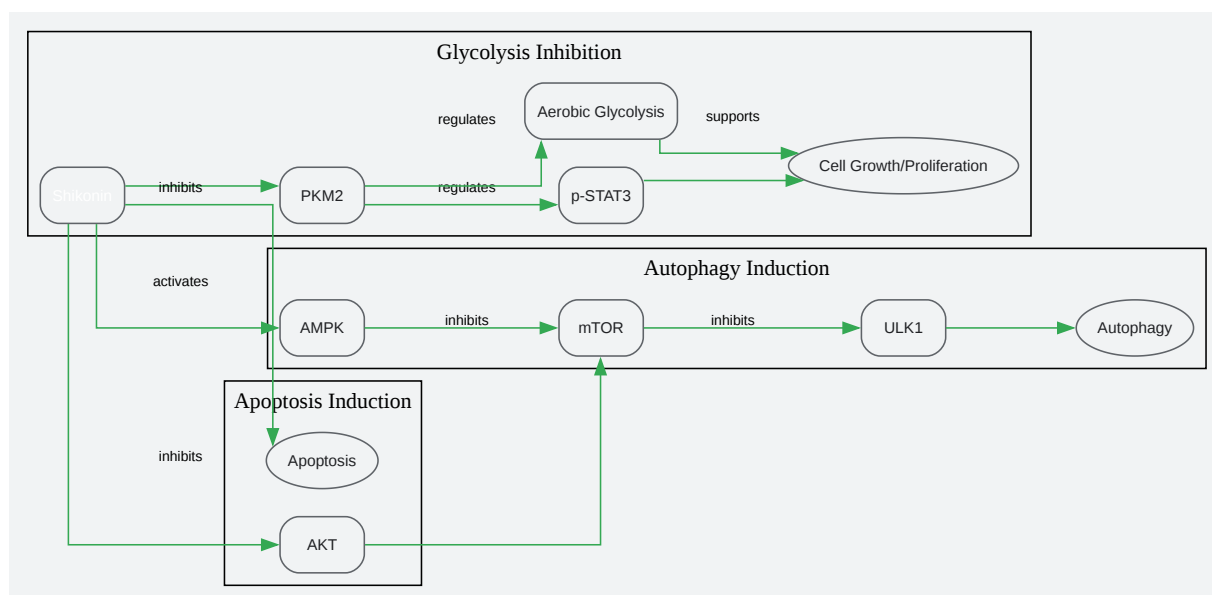 Glycolysis Inhibition
Aerobic Glycolysis
regulates
supports
Cell Growth/Proliferation
Shikonin
inhibits
PKM2
regulates
p-STAT3
Autophagy Induction
activates
AMPK
inhibits
mTOR
inhibits
ULK1
Autophagy
Apoptosis Induction
inhibits
Apoptosis
AKT